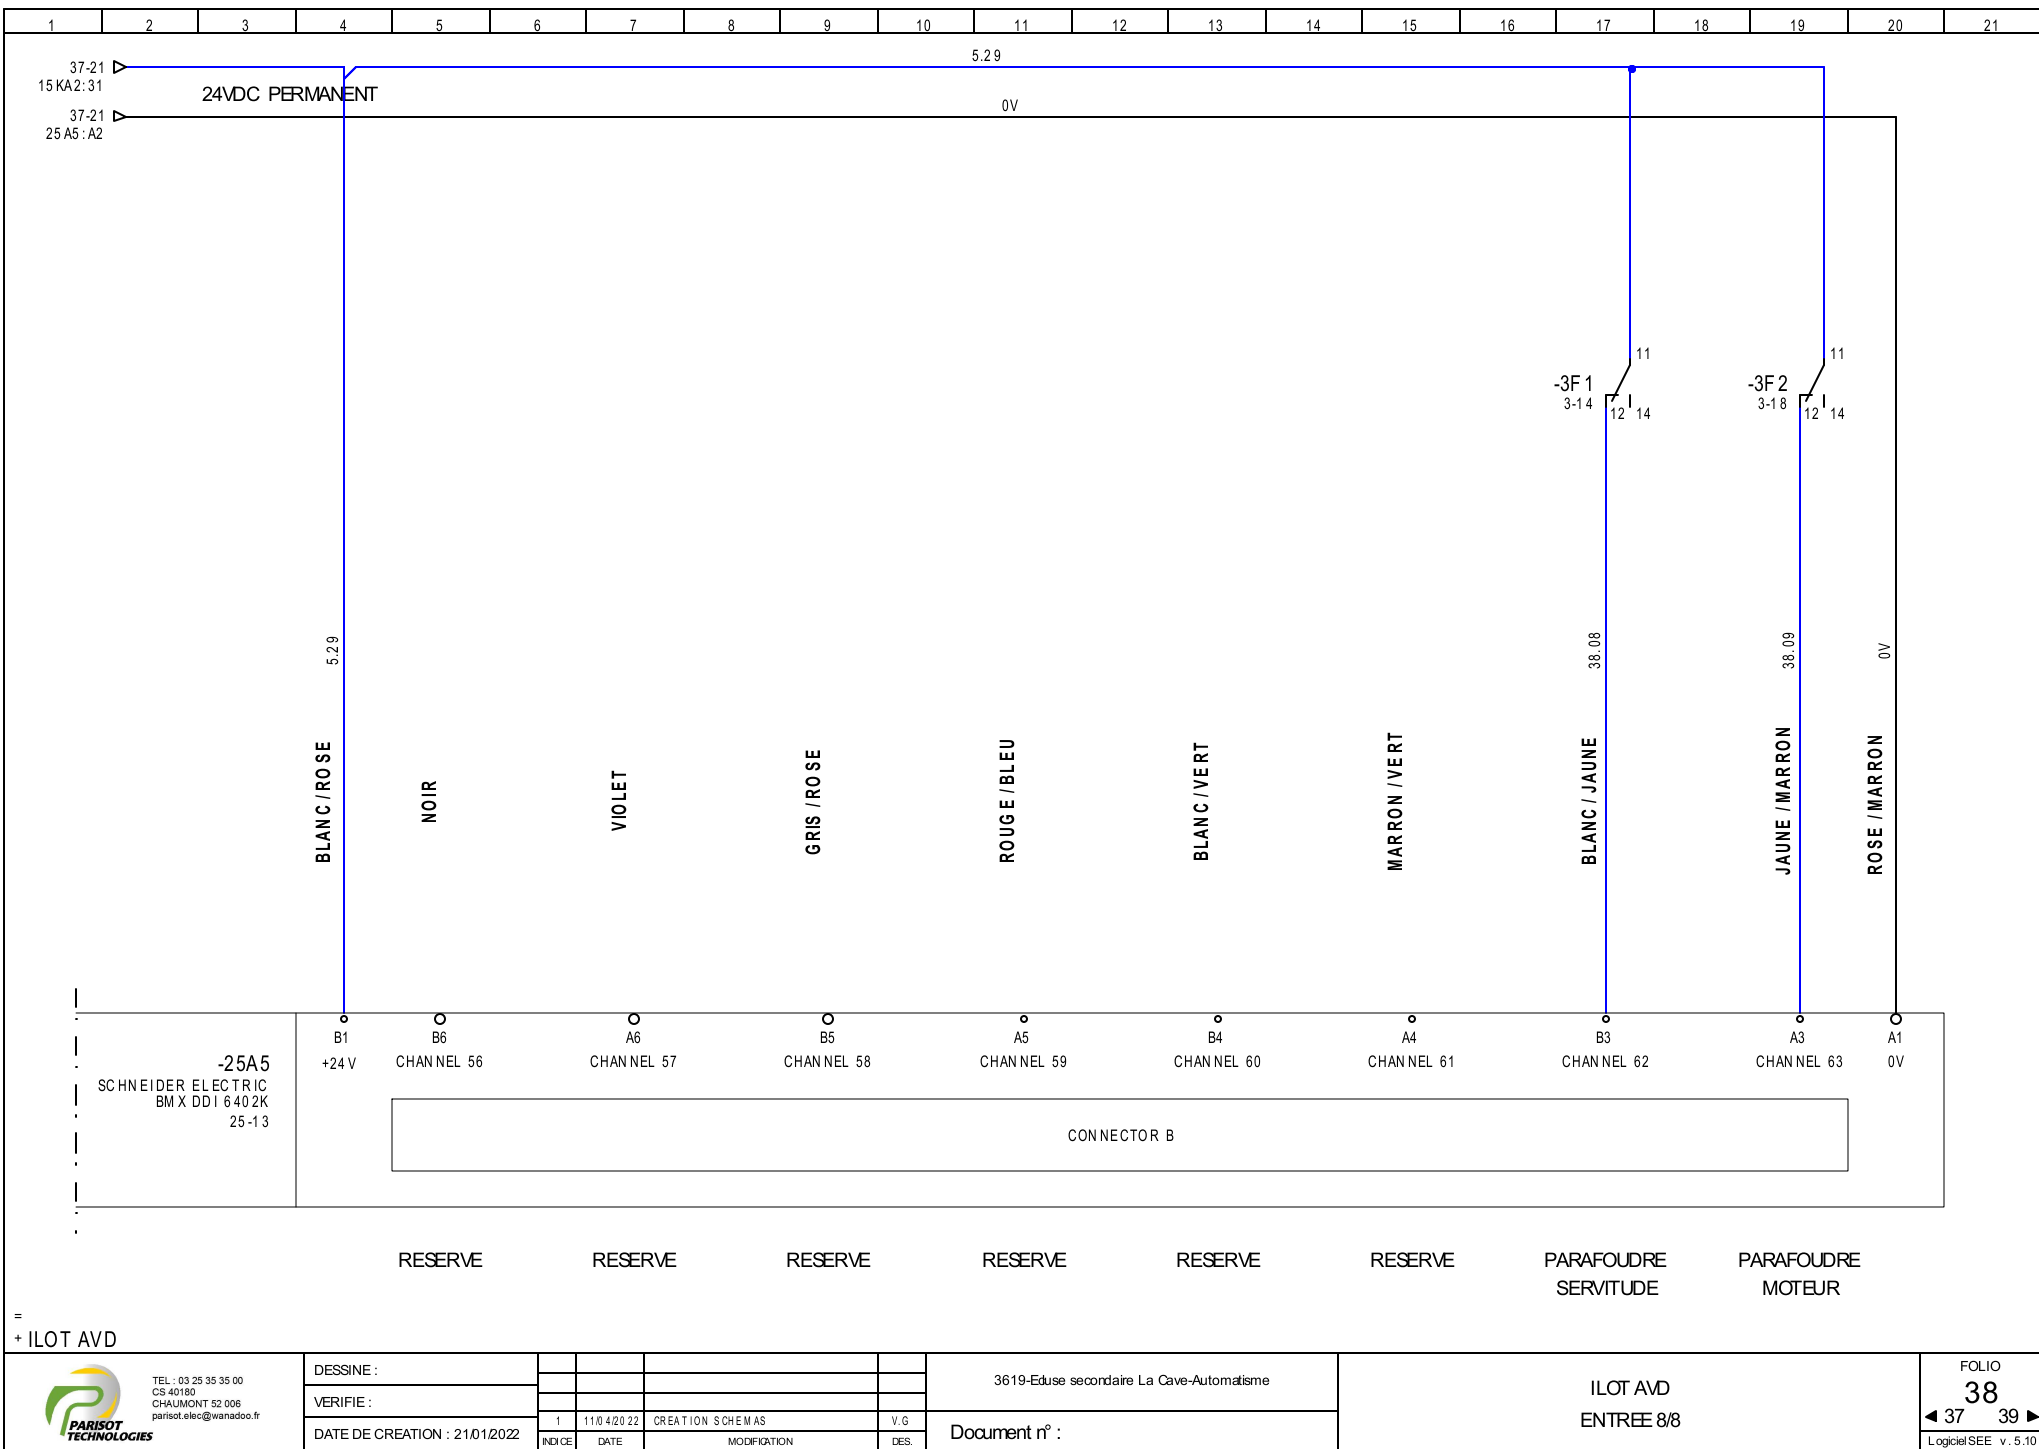 1 2 3 4 5 6 7 8 9 10 11 12 13 14 15 16 17 18 19 20 21
37-21
15KA2:31
5.29
24VDC PERMANENT
37-21
25A5:A2
0V
11 11
-3F1 -3F2
3-14 3-18
12 14 12 14
5.29 38.08 38.09 0V
BLANC/ROSE
NOIR
VIOLET
GRIS/ROSE
ROUGE/BLEU
BLANC/VERT
MARRON/VERT
BLANC/JAUNE
JAUNE/MARRON
ROSE/MARRON
B1 B6 A6 B5 A5 B4 A4 B3 A3 A1
+24V CHANNEL 56 CHANNEL 57 CHANNEL 58 CHANNEL 59 CHANNEL 60 CHANNEL 61 CHANNEL 62 CHANNEL 63 0V
-25A5
SCHNEIDER ELECTRIC
BMX DDI 6402K
25-13
CONNECTOR B
RESERVE RESERVE RESERVE RESERVE RESERVE RESERVE PARAFOUDRE PARAFOUDRE
SERVITUDE MOTEUR
=
+ ILOT AVD
PARISOT
TECHNOLOGIES
TEL : 03 25 35 35 00
CS 40180
CHAUMONT 52 006
parisot.elec@wanadoo.fr
DESSINE :
VERIFIE :
DATE DE CREATION : 21/01/2022
1 11/04/2022 CREATION SCHEMAS V.G
INDICE DATE MODIFICATION DES.
3619-Eduse secondaire La Cave-Automatisme
Document n° :
ILOT AVD
ENTREE 8/8
FOLIO
38
◄ 37 39 ►
Logiciel SEE v.5.10